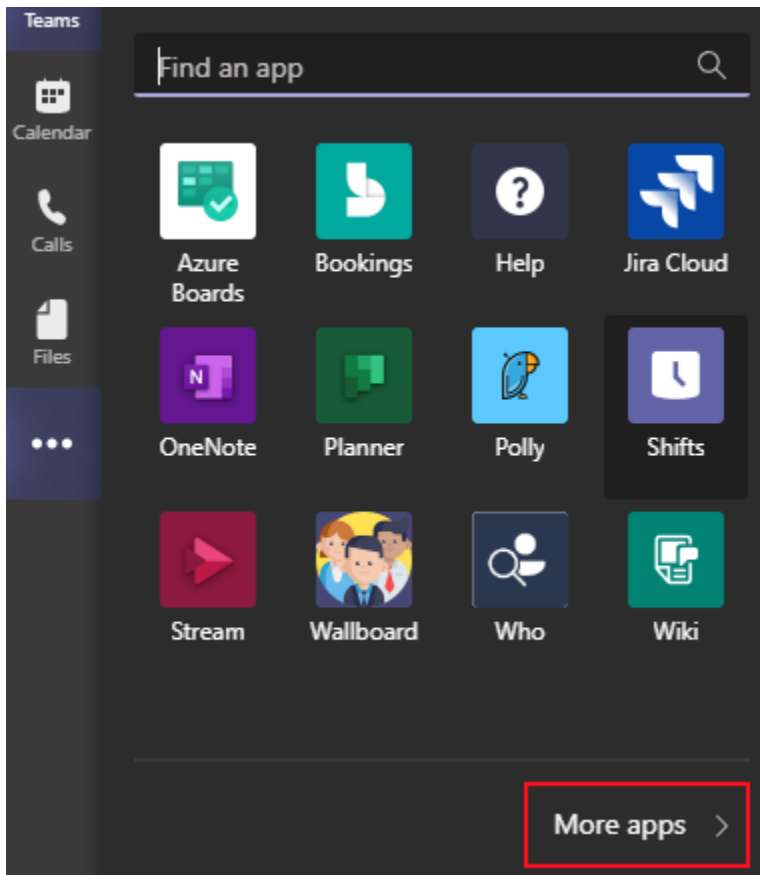 Teams
Find an app
Calendar
Calls
Files
Azure
Boards
Bookings
Help
Jira Cloud
N
OneNote
Planner
Polly
Shifts
Stream
Wallboard
Who
Wiki
More apps